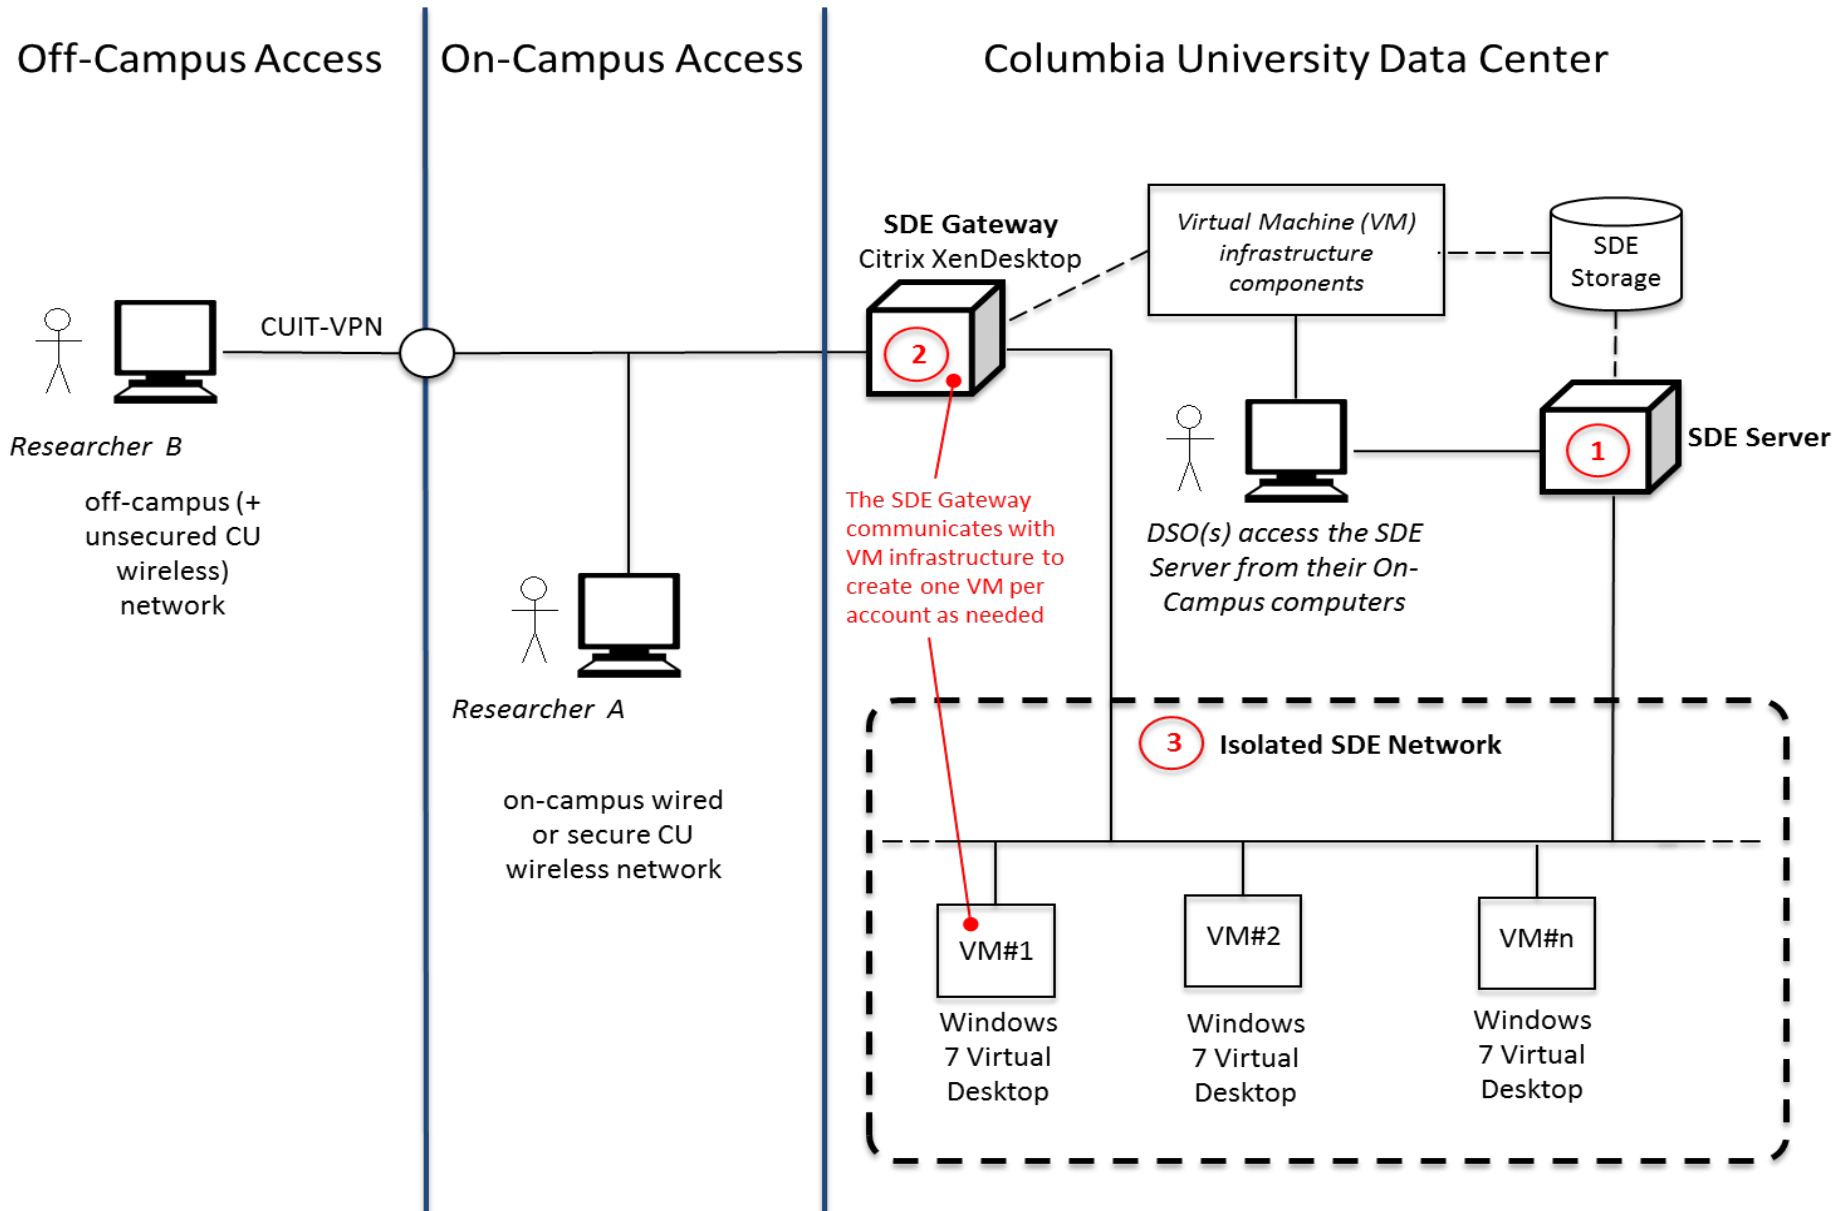 Off-Campus Access
On-Campus Access
Columbia University Data Center
SDE Gateway
Citrix XenDesktop
Virtual Machine (VM)
infrastructure
components
SDE
Storage
CUIT-VPN
2
Researcher B
off-campus (+
unsecured CU
wireless)
network
1
SDE Server
The SDE Gateway
communicates with
VM infrastructure to
create one VM per
account as needed
DSO(s) access the SDE
Server from their On-
Campus computers
Researcher A
on-campus wired
or secure CU
wireless network
3
Isolated SDE Network
VM#1
Windows
7 Virtual
Desktop
VM#2
Windows
7 Virtual
Desktop
VM#n
Windows
7 Virtual
Desktop